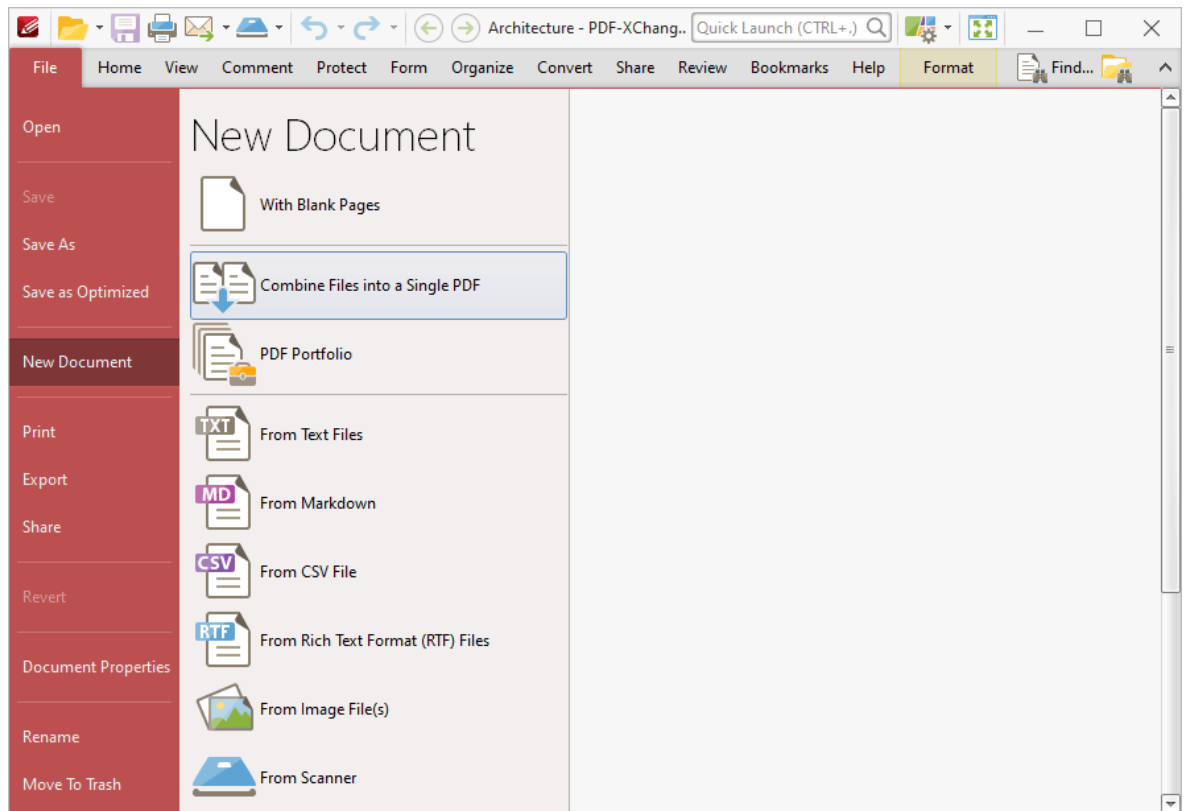 Architecture - PDF-XChang.. Quick Launch (CTRL+.)
File Home View Comment Protect Form Organize Convert Share Review Bookmarks Help Format Find...
Open
Save
Save As
Save as Optimized
New Document
Print
Export
Share
Revert
Document Properties
Rename
Move To Trash
New Document
With Blank Pages
Combine Files into a Single PDF
PDF Portfolio
TXT From Text Files
MD From Markdown
CSV From CSV File
RTF From Rich Text Format (RTF) Files
From Image File(s)
From Scanner